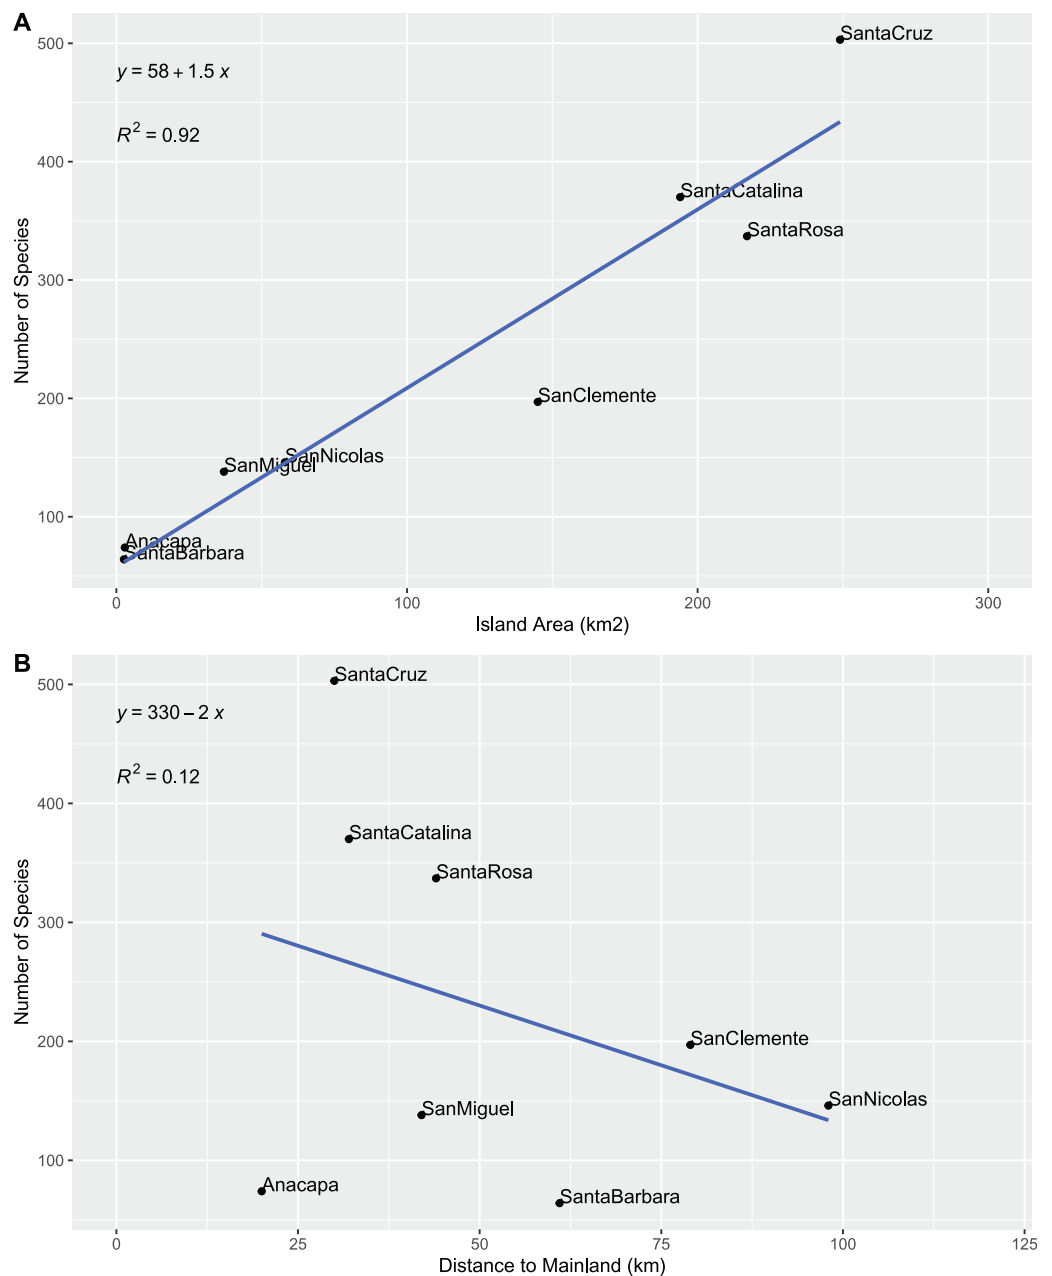 A
SantaCruz
500
y = 58 + 1.5 x
R2 = 0.92
400
SantaCatalina
SantaRosa
Number of Species
300
SanClemente
200
SanNicolas
SanMiguel
100
Anacapa
SantaBarbara
0 100 200 300
Island Area (km2)
B
SantaCruz
500
y = 330 – 2 x
R2 = 0.12
400
SantaCatalina
SantaRosa
Number of Species
300
200
SanClemente
SanNicolas
SanMiguel
100
Anacapa
SantaBarbara
0 25 50 75 100 125
Distance to Mainland (km)